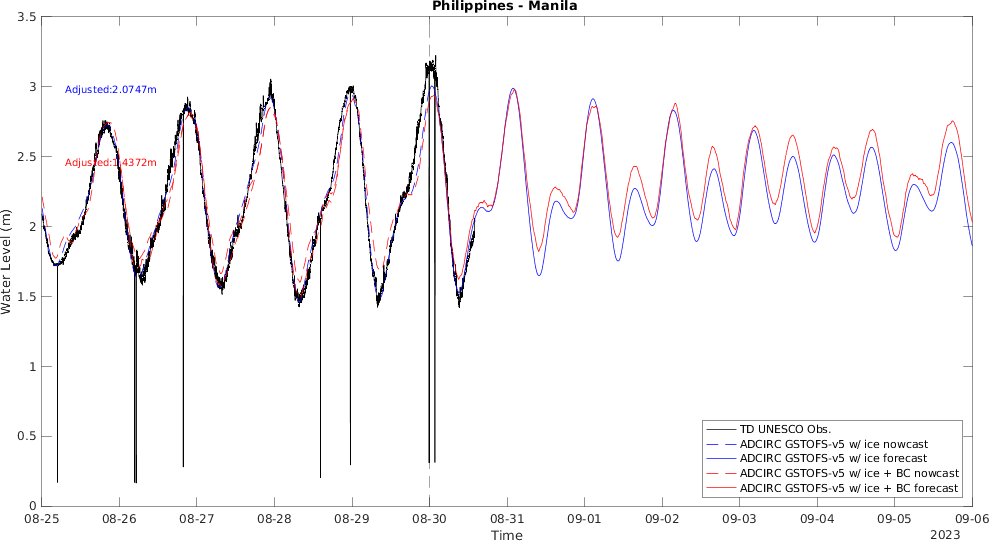 Philippines - Manila
3.5
3
2.5
2
1.5
1
0.5
0
Water Level (m)
Adjusted:2.0747m
Adjusted:1.4372m
TD UNESCO Obs.
ADCIRC GSTOFS-v5 w/ ice nowcast
ADCIRC GSTOFS-v5 w/ ice forecast
ADCIRC GSTOFS-v5 w/ ice + BC nowcast
ADCIRC GSTOFS-v5 w/ ice + BC forecast
08-25 08-26 08-27 08-28 08-29 08-30 08-31 09-01 09-02 09-03 09-04 09-05 09-06
Time
2023